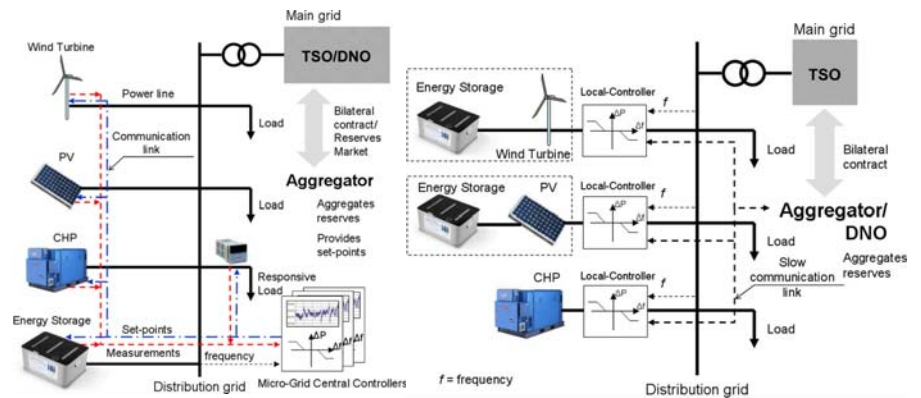 Main grid
Wind Turbine
TSO/DNO
Power line
Load
Bilateral
contract/
Reserves
Market
Communication
link
PV
Load
Aggregator
Aggregates
reserves
Provides
set-points
CHP
Responsive
Load
Energy Storage
Set-points
ΔP
Δf
Δf
Δf
Measurements
frequency
Micro-Grid Central Controllers
Distribution grid
Main grid
TSO
Energy Storage
Local-Controller
f
ΔP
Δf
Wind Turbine
Load
Bilateral
contract
Energy Storage
PV
Local-Controller
f
ΔP
Δf
Aggregator/
DNO
Load
Aggregates
reserves
Slow
communication
link
CHP
Local-Controller
f
ΔP
Δf
Load
f = frequency
Distribution grid